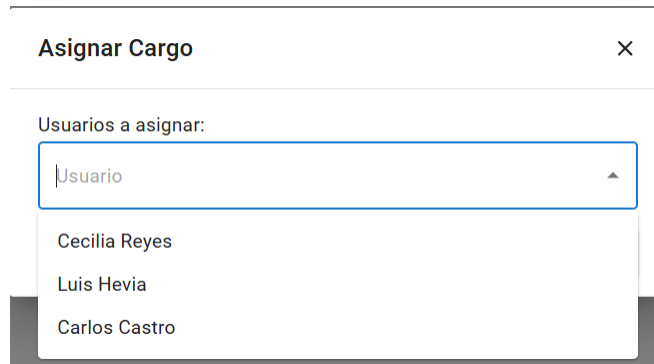 Asignar Cargo
Usuarios a asignar:
Usuario
Cecilia Reyes
Luis Hevia
Carlos Castro